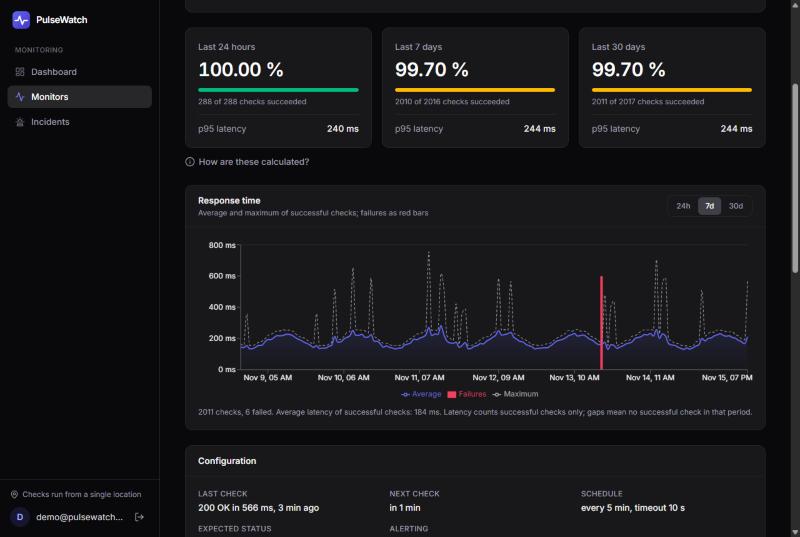 PulseWatch
MONITORING
Dashboard
Monitors
Incidents
Checks run from a single location
D
demo@pulsewatch...
Last 24 hours
100.00 %
288 of 288 checks succeeded
p95 latency
240 ms
Last 7 days
99.70 %
2010 of 2016 checks succeeded
p95 latency
244 ms
Last 30 days
99.70 %
2011 of 2017 checks succeeded
p95 latency
244 ms
How are these calculated?
Response time
Average and maximum of successful checks; failures as red bars
24h
7d
30d
800 ms
600 ms
400 ms
200 ms
0 ms
Nov 9, 05 AM
Nov 10, 06 AM
Nov 11, 07 AM
Nov 12, 09 AM
Nov 13, 10 AM
Nov 14, 11 AM
Nov 15, 07 PM
Average
Failures
Maximum
2011 checks, 6 failed. Average latency of successful checks: 184 ms. Latency counts successful checks only; gaps mean no successful check in that period.
Configuration
LAST CHECK
200 OK in 566 ms, 3 min ago
NEXT CHECK
in 1 min
SCHEDULE
every 5 min, timeout 10 s
EXPECTED STATUS
ALERTING